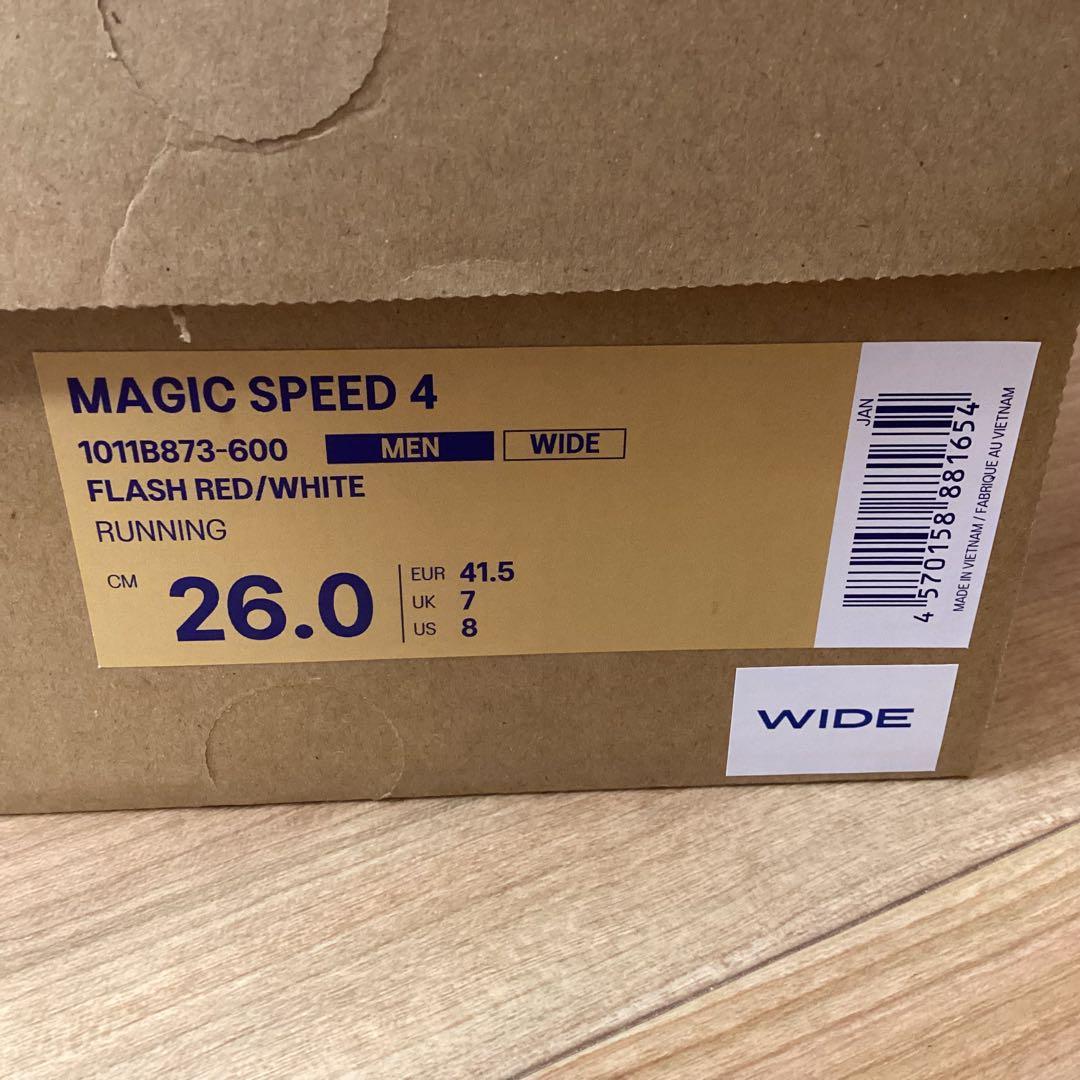 MAGIC SPEED 4
1011B873-600 MEN WIDE
FLASH RED/WHITE
RUNNING
CM 26.0
EUR 41.5
UK 7
US 8
JAN
4 570158 881654
MADE IN VIETNAM / FABRIQUE AU VIETNAM
WIDE